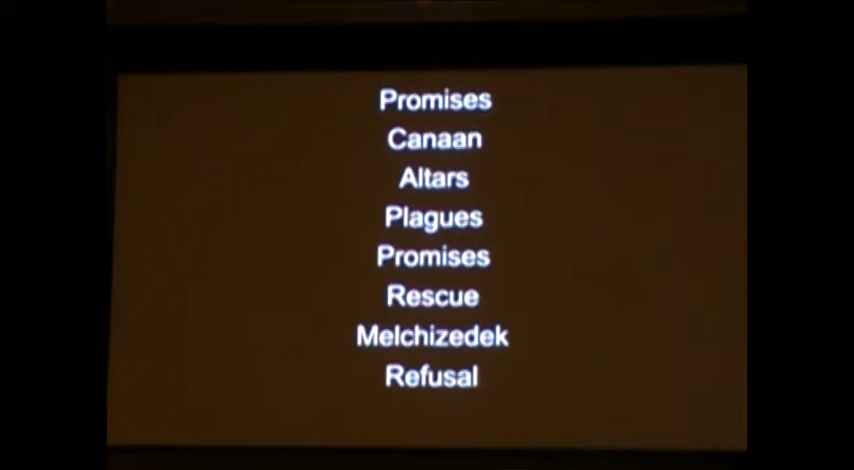 Promises
Canaan
Altars
Plagues
Promises
Rescue
Melchizedek
Refusal